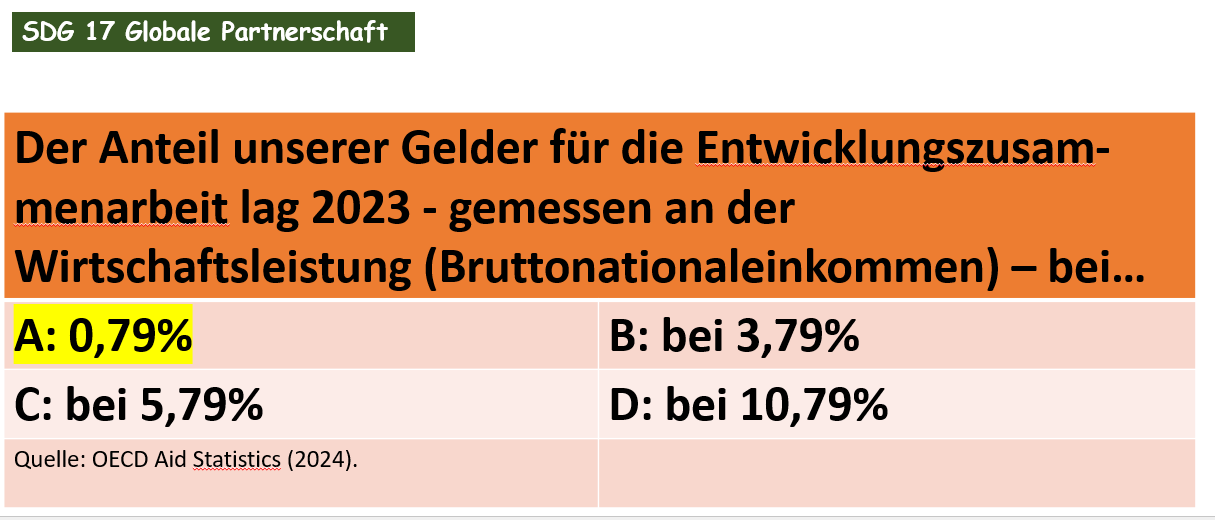 SDG 17 Globale Partnerschaft
Der Anteil unserer Gelder für die Entwicklungszusam-
menarbeit lag 2023 - gemessen an der
Wirtschaftsleistung (Bruttonationaleinkommen) – bei…
A: 0,79%
B: bei 3,79%
C: bei 5,79%
D: bei 10,79%
Quelle: OECD Aid Statistics (2024).